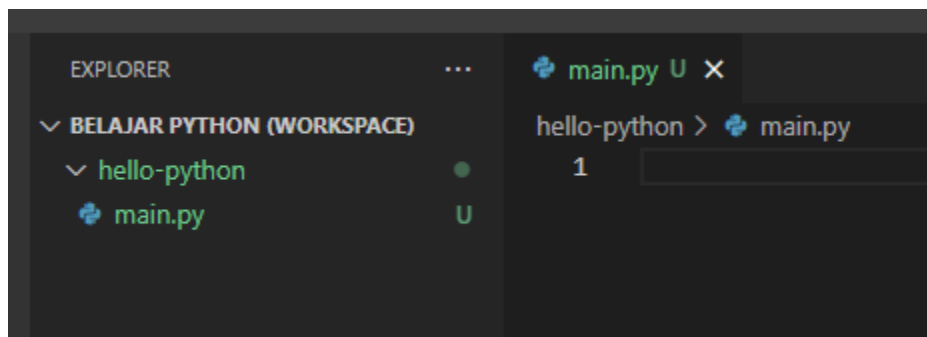 EXPLORER ...
BELAJAR PYTHON (WORKSPACE)
hello-python
main.py U
main.py U
hello-python > main.py
1